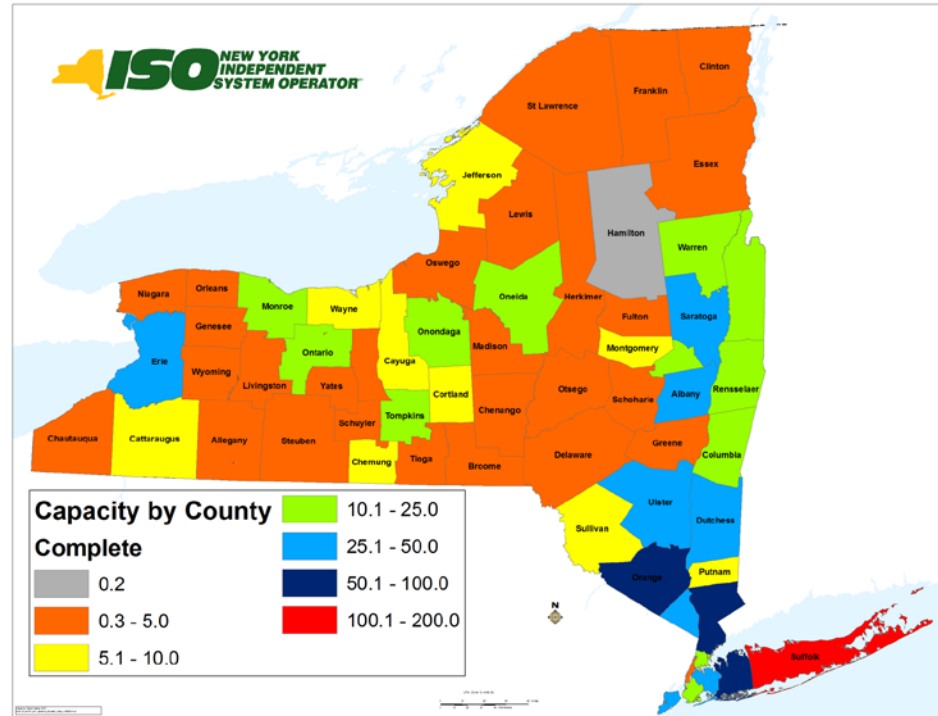 ISO NEW YORK
INDEPENDENT
SYSTEM OPERATOR
Clinton
Franklin
St Lawrence
Essex
Jefferson
Lewis
Hamilton
Warren
Oswego
Oneida
Herkimer
Niagara
Orleans
Monroe
Wayne
Fulton
Saratoga
Genesee
Onondaga
Madison
Montgomery
Ontario
Cayuga
Erie
Wyoming
Livingston
Yates
Cortland
Otsego
Schoharie
Albany
Rensselaer
Chenango
Tompkins
Schuyler
Chautauqua
Cattaraugus
Allegany
Steuben
Chemung
Tioga
Broome
Delaware
Greene
Columbia
Ulster
Dutchess
Sullivan
Orange
Putnam
N
Suffolk
Capacity by County
Complete
0.2
0.3 - 5.0
5.1 - 10.0
10.1 - 25.0
25.1 - 50.0
50.1 - 100.0
100.1 - 200.0